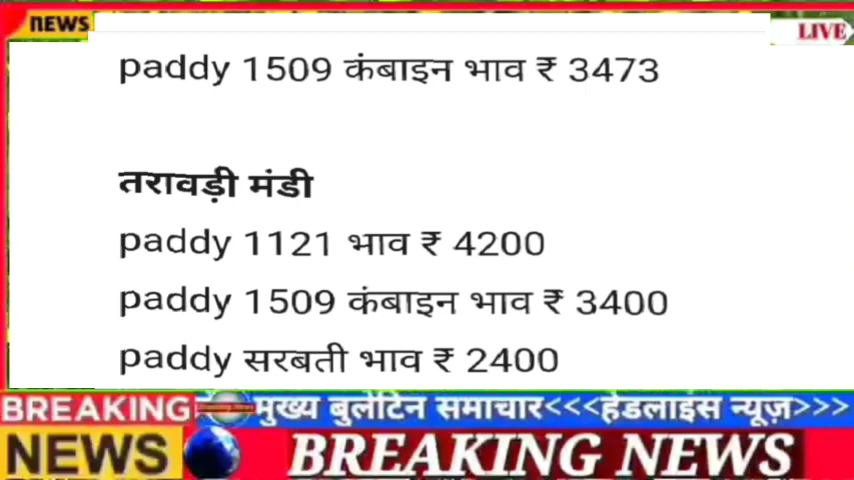 NEWS
LIVE
paddy 1509 कंबाइन भाव ₹ 3473
तरावड़ी मंडी
paddy 1121 भाव ₹ 4200
paddy 1509 कंबाइन भाव ₹ 3400
paddy सरबती भाव ₹ 2400
BREAKING मुख्य बुलेटिन समाचार<<<हेडलाइंस न्यूज़>>>
NEWS BREAKING NEWS